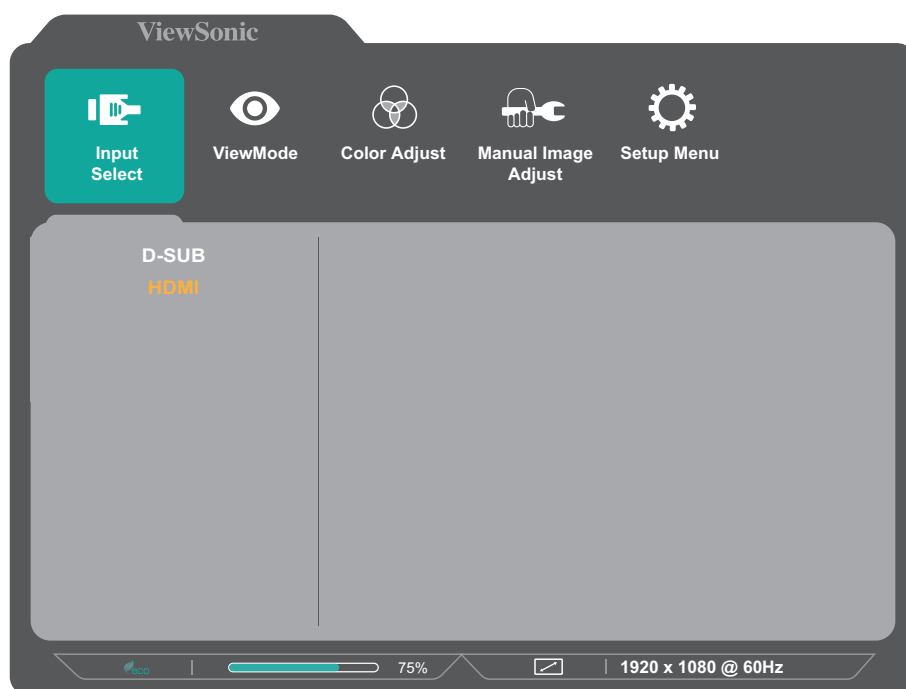 ViewSonic
Input
Select
ViewMode
Color Adjust
Manual Image
Adjust
Setup Menu
D-SUB
HDMI
eco
75%
1920 x 1080 @ 60Hz